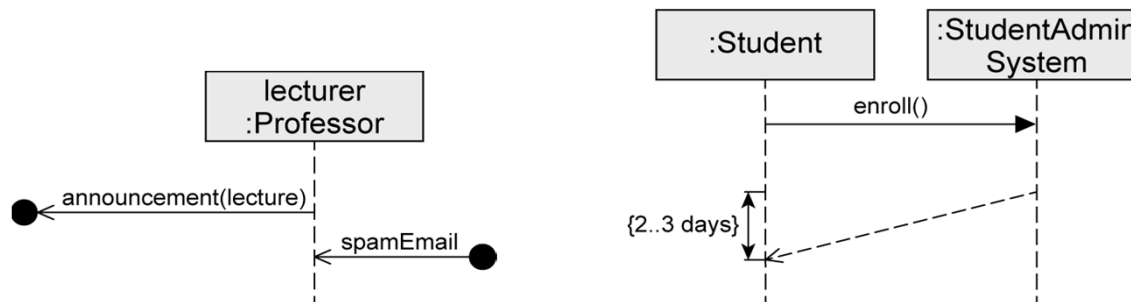 lecturer
:Professor
announcement(lecture)
spamEmail
:Student
:StudentAdmin
System
enroll()
{2..3 days}